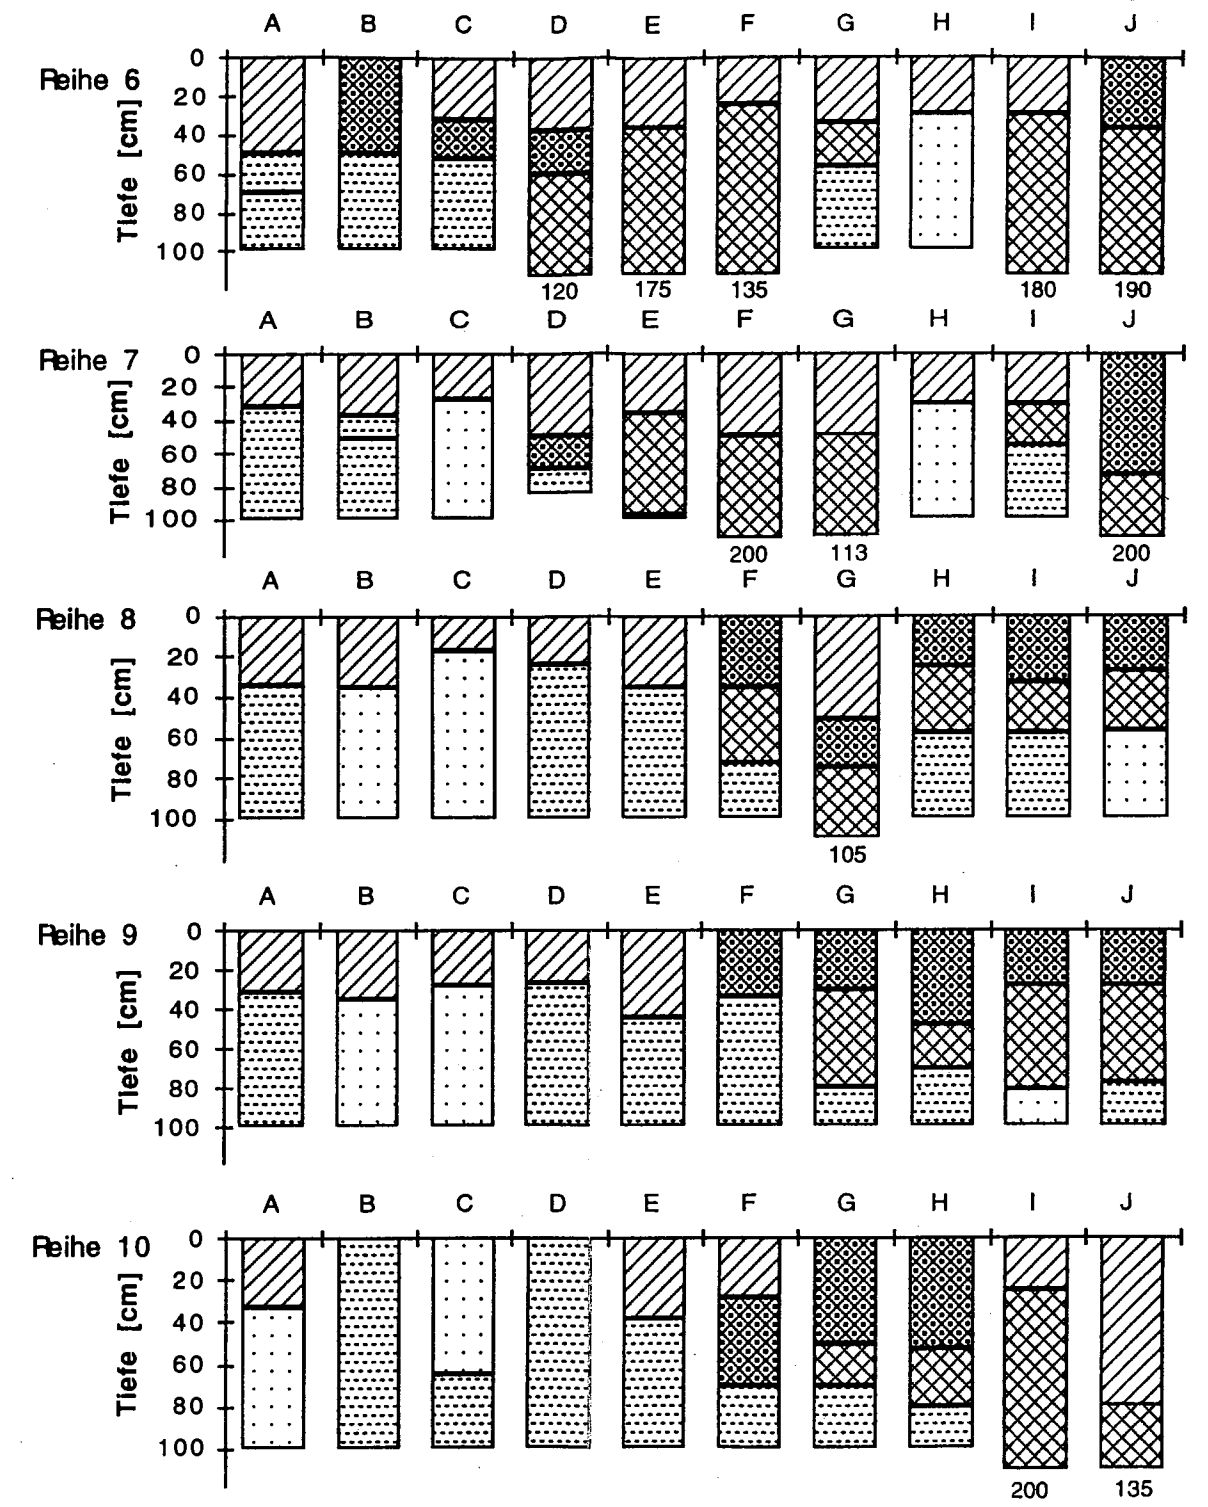 A B C D E F G H I J
Reihe 6
Tiefe [cm]
0
20
40
60
80
100
120 175 135 180 190
A B C D E F G H I J
Reihe 7
Tiefe [cm]
0
20
40
60
80
100
200 113 200
A B C D E F G H I J
Reihe 8
Tiefe [cm]
0
20
40
60
80
100
105
A B C D E F G H I J
Reihe 9
Tiefe [cm]
0
20
40
60
80
100
A B C D E F G H I J
Reihe 10
Tiefe [cm]
0
20
40
60
80
100
200 135